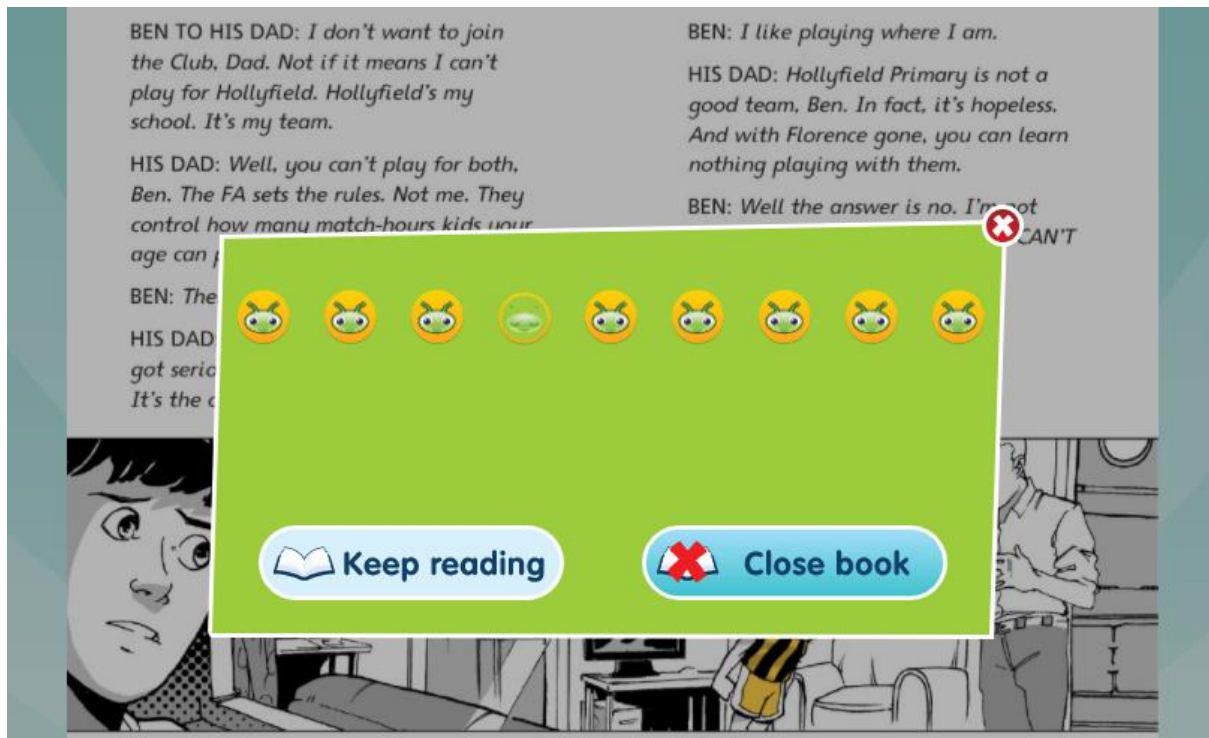 BEN TO HIS DAD: I don't want to join
the Club, Dad. Not if it means I can't
play for Hollyfield. Hollyfield's my
school. It's my team.
HIS DAD: Well, you can't play for both,
Ben. The FA sets the rules. Not me. They
control how many match-hours kids your
age can
BEN: The
HIS DAD
got serio
It's the
BEN: I like playing where I am.
HIS DAD: Hollyfield Primary is not a
good team, Ben. In fact, it's hopeless.
And with Florence gone, you can learn
nothing playing with them.
BEN: Well the answer is no. I'm not
CAN'T
Keep reading
Close book